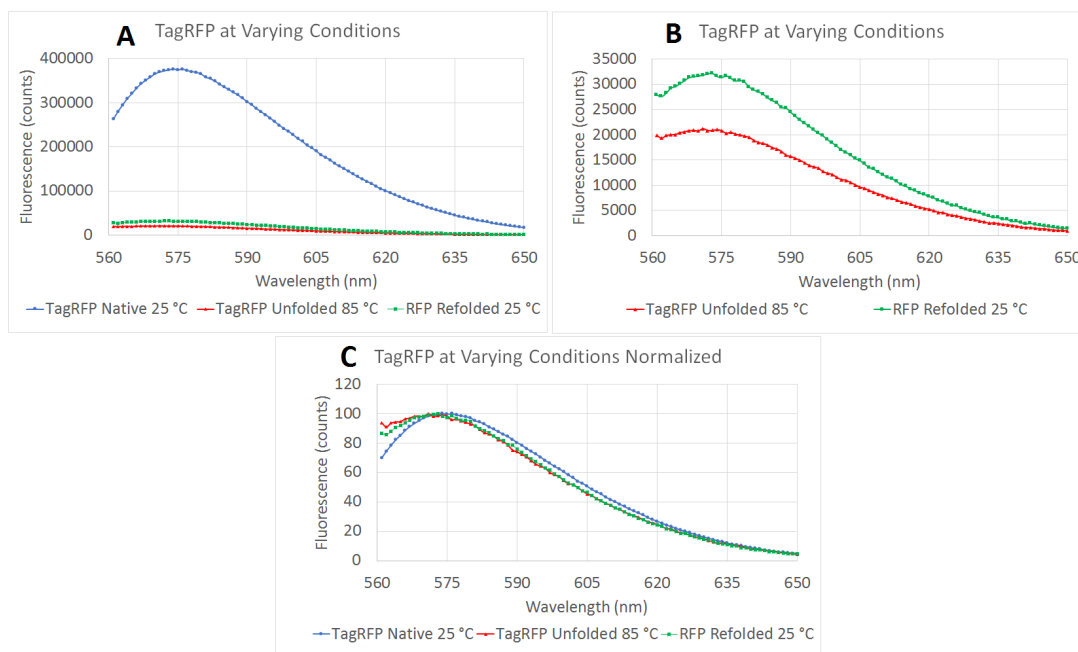 A TagRFP at Varying Conditions
400000
300000
200000
100000
0
Fluorescence (counts)
560 575 590 605 620 635 650
Wavelength (nm)
TagRFP Native 25 °C TagRFP Unfolded 85 °C RFP Refolded 25 °C
B TagRFP at Varying Conditions
35000
30000
25000
20000
15000
10000
5000
0
Fluorescence (counts)
560 575 590 605 620 635 650
Wavelength (nm)
TagRFP Unfolded 85 °C RFP Refolded 25 °C
C TagRFP at Varying Conditions Normalized
120
100
80
60
40
20
0
Fluorescence (counts)
560 575 590 605 620 635 650
Wavelength (nm)
TagRFP Native 25 °C TagRFP Unfolded 85 °C RFP Refolded 25 °C